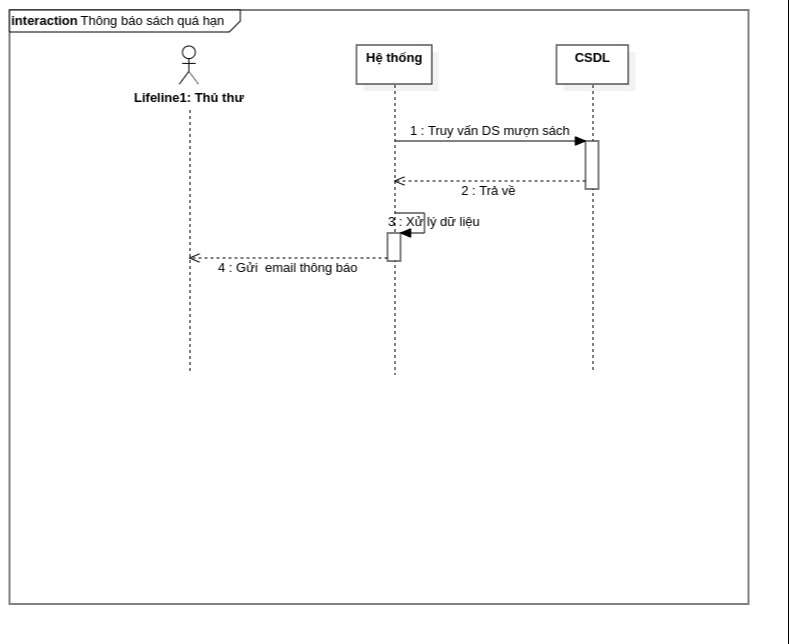 interaction Thông báo sách quá hạn
Hệ thống
CSDL
Lifeline1: Thủ thư
1 : Truy vấn DS mượn sách
2 : Trả về
3 : Xử lý dữ liệu
4 : Gửi  email thông báo